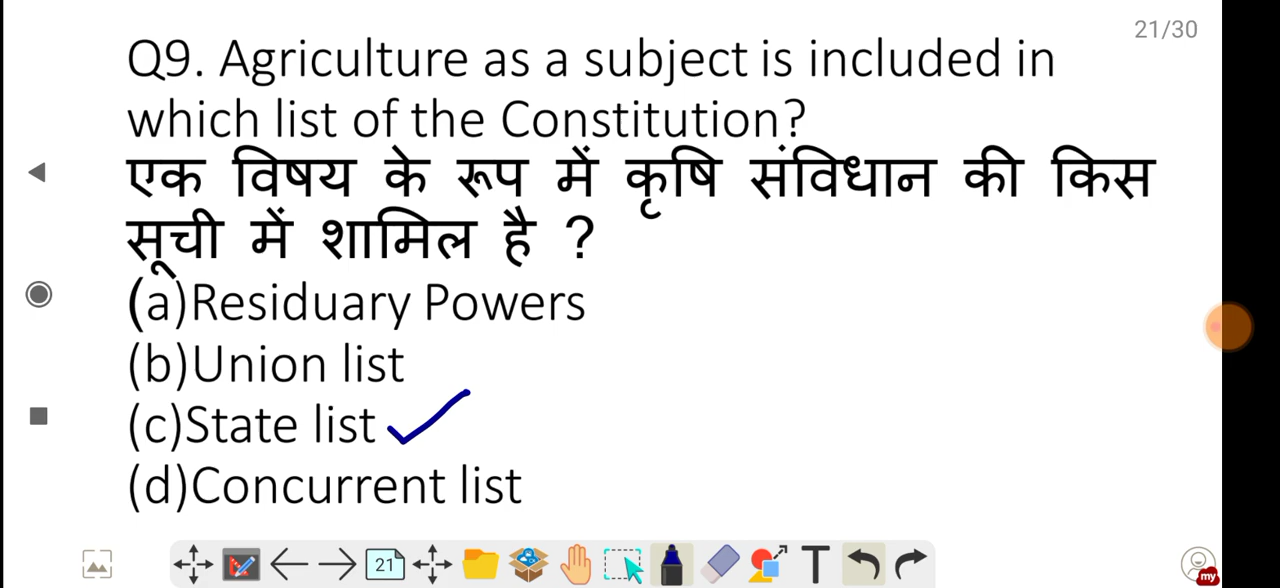 21/30
Q9. Agriculture as a subject is included in
which list of the Constitution?
एक विषय के रूप में कृषि संविधान की किस
सूची में शामिल है ?
(a)Residuary Powers
(b)Union list
(c)State list
(d)Concurrent list
21
T
my